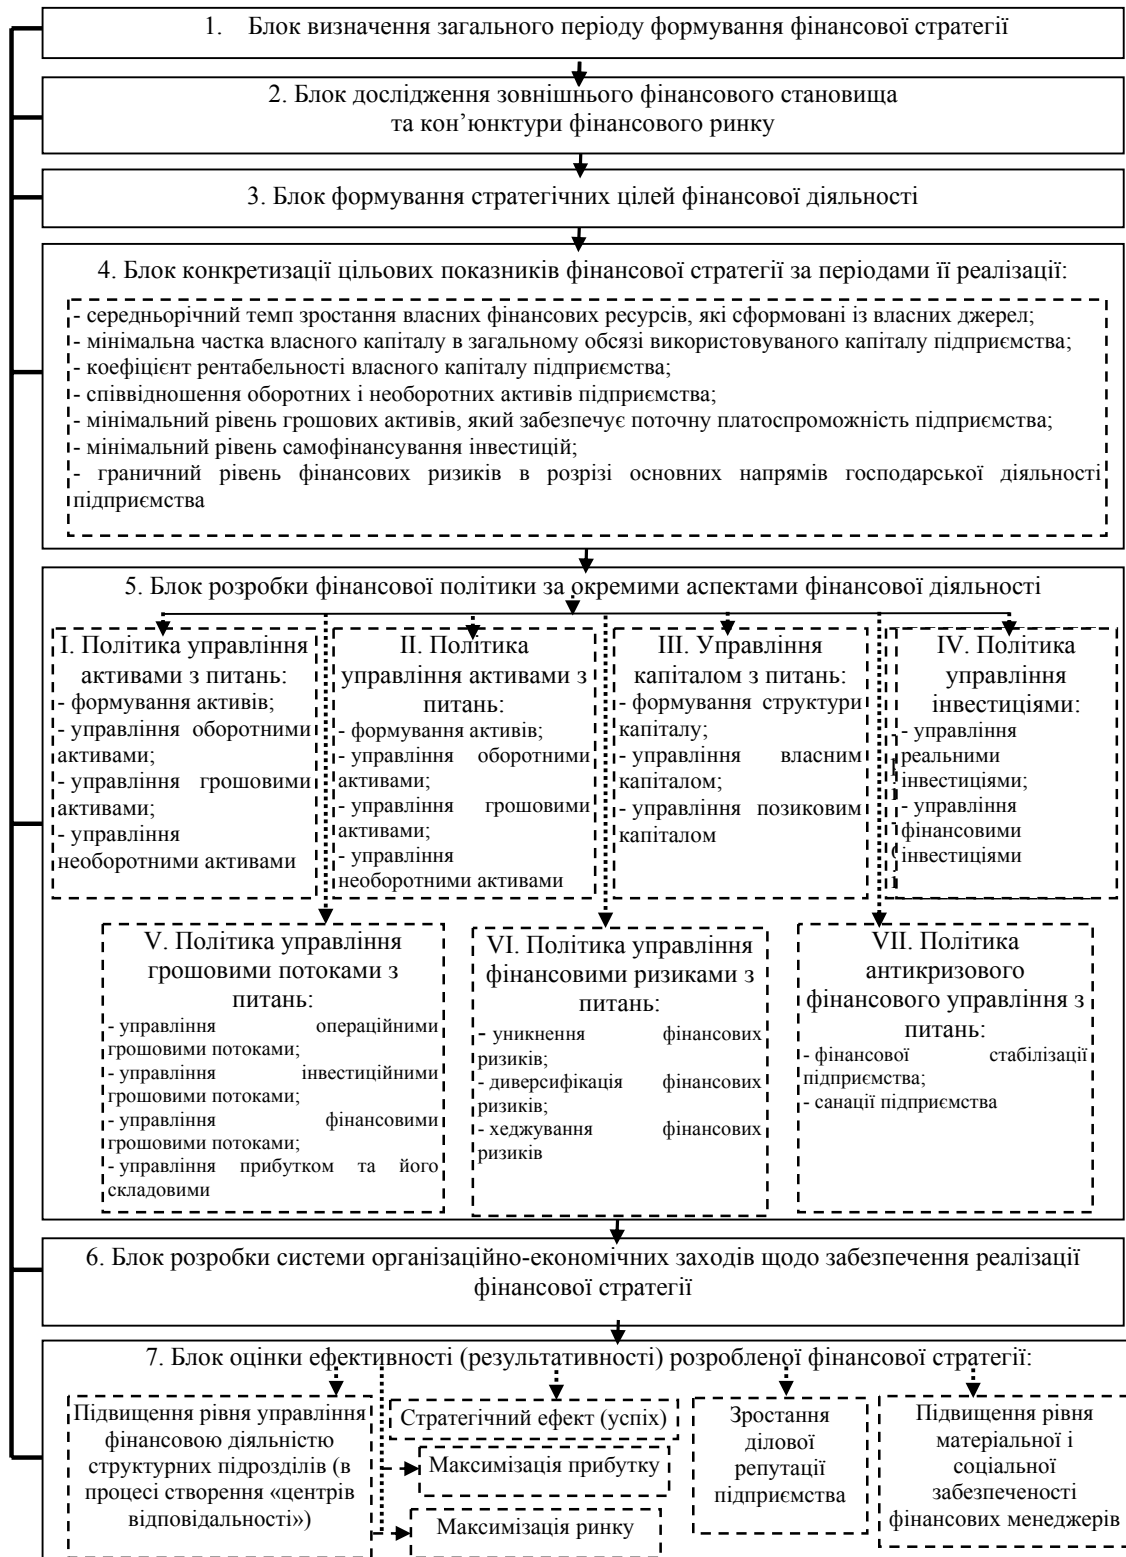 1. Блок визначення загального періоду формування фінансової стратегії
2. Блок дослідження зовнішнього фінансового становища
та кон’юнктури фінансового ринку
3. Блок формування стратегічних цілей фінансової діяльності
4. Блок конкретизації цільових показників фінансової стратегії за періодами її реалізації:
- середньорічний темп зростання власних фінансових ресурсів, які сформовані із власних джерел;
- мінімальна частка власного капіталу в загальному обсязі використовуваного капіталу підприємства;
- коефіцієнт рентабельності власного капіталу підприємства;
- співвідношення оборотних і необоротних активів підприємства;
- мінімальний рівень грошових активів, який забезпечує поточну платоспроможність підприємства;
- мінімальний рівень самофінансування інвестицій;
- граничний рівень фінансових ризиків в розрізі основних напрямів господарської діяльності
підприємства
5. Блок розробки фінансової політики за окремими аспектами фінансової діяльності
I. Політика управління
активами з питань:
- формування активів;
- управління оборотними
активами;
- управління грошовими
активами;
- управління
необоротними активами
II. Політика
управління активами з
питань:
- формування активів;
- управління оборотними
активами;
- управління грошовими
активами;
- управління
необоротними активами
III. Управління
капіталом з питань:
- формування структури
капіталу;
- управління власним
капіталом;
- управління позиковим
капіталом
IV. Політика
управління
інвестиціями:
- управління
реальними
інвестиціями;
- управління
фінансовими
інвестиціями
V. Політика управління
грошовими потоками з
питань:
- управління операційними
грошовими потоками;
- управління інвестиційними
грошовими потоками;
- управління фінансовими
грошовими потоками;
- управління прибутком та його
складовими
VI. Політика управління
фінансовими ризиками з
питань:
- уникнення фінансових
ризиків;
- диверсифікація фінансових
ризиків;
- хеджування фінансових
ризиків
VII. Політика
антикризового
фінансового управління з
питань:
- фінансової стабілізації
підприємства;
- санації підприємства
6. Блок розробки системи організаційно-економічних заходів щодо забезпечення реалізації
фінансової стратегії
7. Блок оцінки ефективності (результативності) розробленої фінансової стратегії:
Підвищення рівня управління
фінансовою діяльністю
структурних підрозділів (в
процесі створення «центрів
відповідальності»)
Стратегічний ефект (успіх)
Максимізація прибутку
Максимізація ринку
Зростання
ділової
репутації
підприємства
Підвищення рівня
матеріальної і
соціальної
забезпеченості
фінансових менеджерів